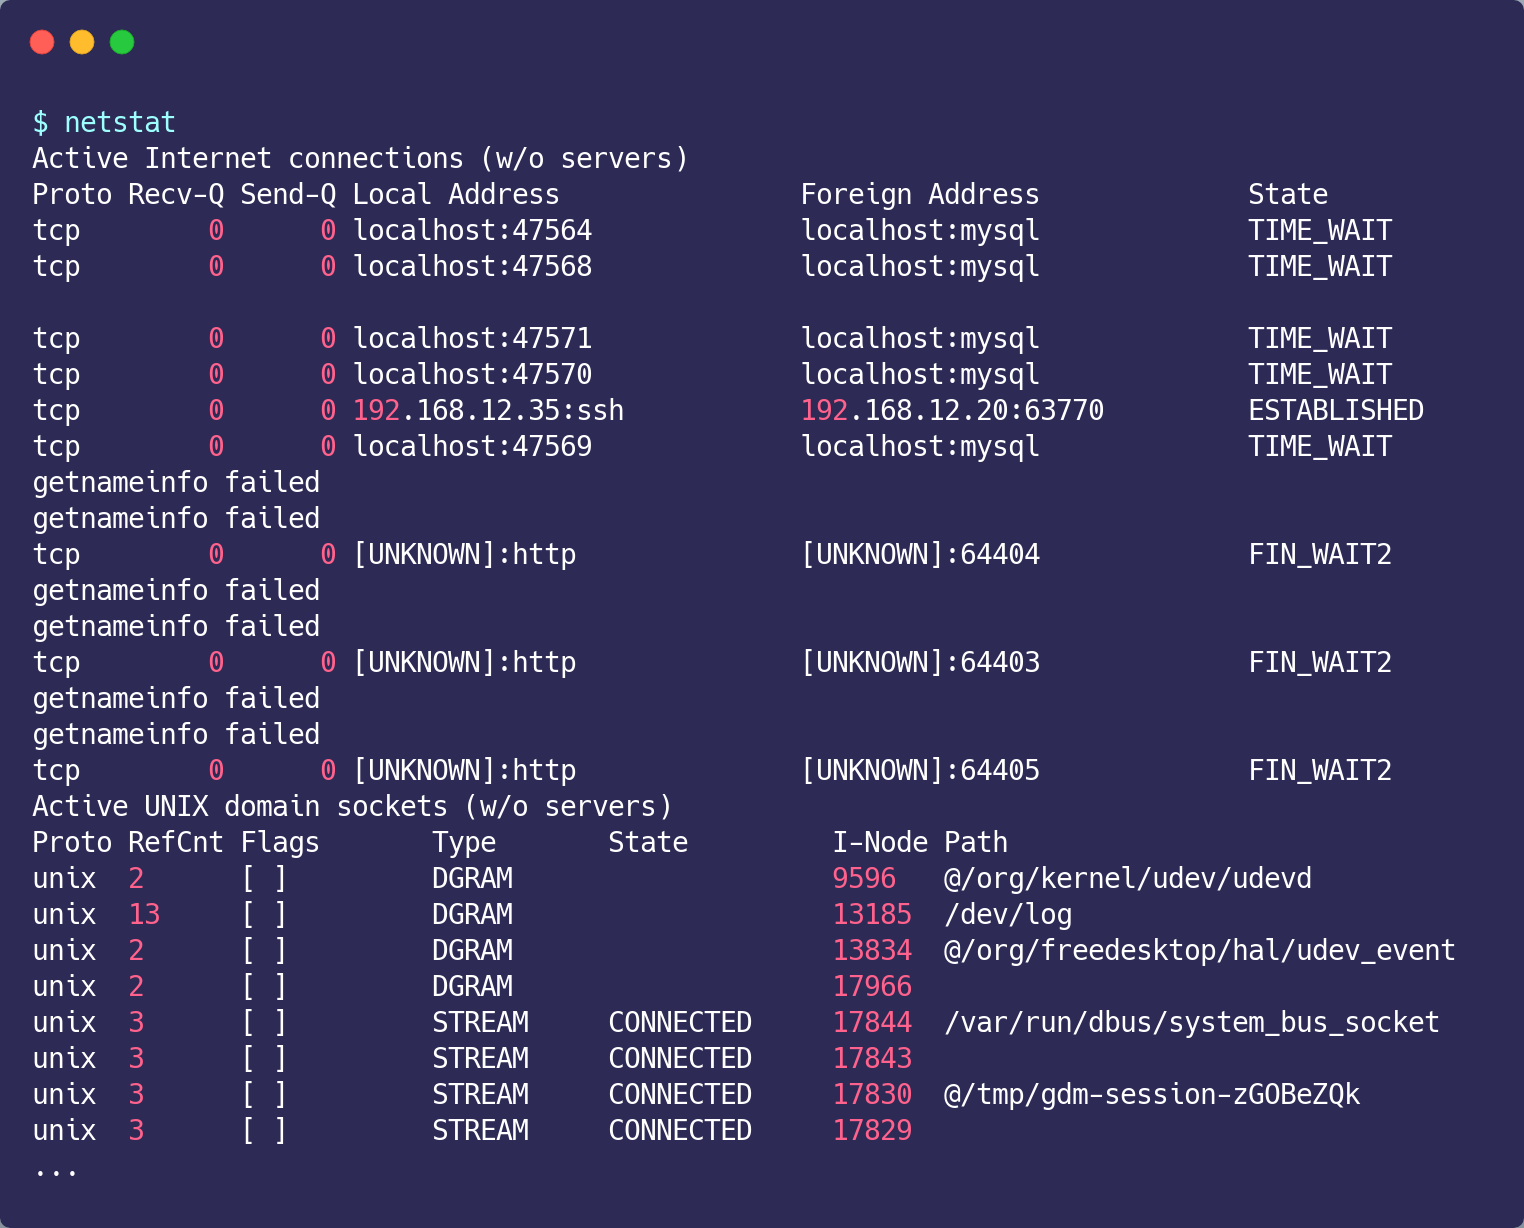 $ netstat
Active Internet connections (w/o servers)
Proto Recv-Q Send-Q Local Address               Foreign Address             State
tcp        0      0 localhost:47564             localhost:mysql             TIME_WAIT
tcp        0      0 localhost:47568             localhost:mysql             TIME_WAIT

tcp        0      0 localhost:47571             localhost:mysql             TIME_WAIT
tcp        0      0 localhost:47570             localhost:mysql             TIME_WAIT
tcp        0      0 192.168.12.35:ssh           192.168.12.20:63770         ESTABLISHED
tcp        0      0 localhost:47569             localhost:mysql             TIME_WAIT
getnameinfo failed
getnameinfo failed
tcp        0      0 [UNKNOWN]:http              [UNKNOWN]:64404             FIN_WAIT2
getnameinfo failed
getnameinfo failed
tcp        0      0 [UNKNOWN]:http              [UNKNOWN]:64403             FIN_WAIT2
getnameinfo failed
getnameinfo failed
tcp        0      0 [UNKNOWN]:http              [UNKNOWN]:64405             FIN_WAIT2
Active UNIX domain sockets (w/o servers)
Proto RefCnt Flags       Type       State         I-Node Path
unix  2      [ ]         DGRAM                    9596   @/org/kernel/udev/udevd
unix  13     [ ]         DGRAM                    13185  /dev/log
unix  2      [ ]         DGRAM                    13834  @/org/freedesktop/hal/udev_event
unix  2      [ ]         DGRAM                    17966
unix  3      [ ]         STREAM     CONNECTED     17844  /var/run/dbus/system_bus_socket
unix  3      [ ]         STREAM     CONNECTED     17843
unix  3      [ ]         STREAM     CONNECTED     17830  @/tmp/gdm-session-zGOBeZQk
unix  3      [ ]         STREAM     CONNECTED     17829
...